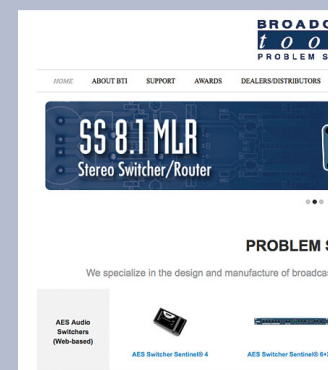 BROADC
too
PROBLEM S
HOME ABOUT BTI SUPPORT AWARDS DEALERS/DISTRIBUTORS
SS 8.1 MLR
Stereo Switcher/Router
PROBLEM S
We specialize in the design and manufacture of broadcas
AES Audio
Switchers
(Web-based)
AES Switcher Sentinel® 4 AES Switcher Sentinel® 6+